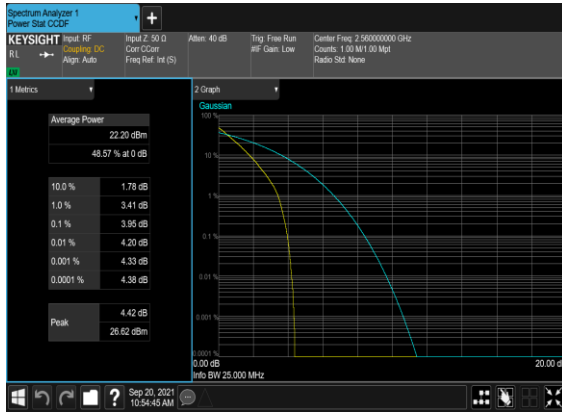 Spectrum Analyzer 1
Power Stat CCDF
KEYSIGHT
RL
Input: RF
Coupling: DC
Align: Auto
Input Z: 50 Ω
Corr CCorr
Freq Ref: Int (S)
Atten: 40 dB
Trig: Free Run
#IF Gain: Low
Center Freq: 2.560000000 GHz
Counts: 1.00 M/1.00 Mpt
Radio Std: None
1 Metrics
Average Power
22.20 dBm
48.57 % at 0 dB
10.0 % 1.78 dB
1.0 % 3.41 dB
0.1 % 3.95 dB
0.01 % 4.20 dB
0.001 % 4.33 dB
0.0001 % 4.38 dB
Peak
4.42 dB
26.62 dBm
2 Graph
Gaussian
100 %
10 %
1 %
0.1 %
0.01 %
0.001 %
0.0001 %
0.00 dB
20.00 d
Info BW 25.000 MHz
?
Sep 20, 2021
10:54:45 AM